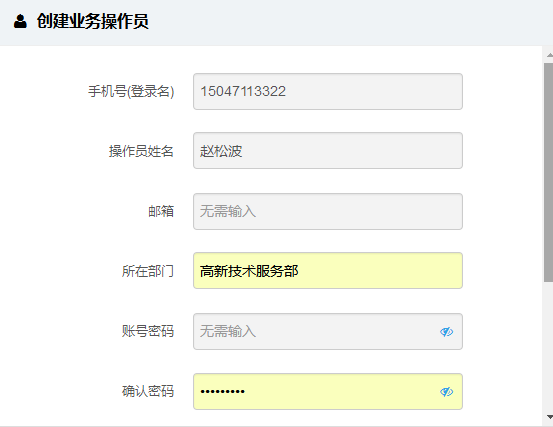 创建业务操作员
手机号(登录名) 15047113322
操作员姓名 赵松波
邮箱 无需输入
所在部门 高新技术服务部
账号密码 无需输入
确认密码 •••••••••